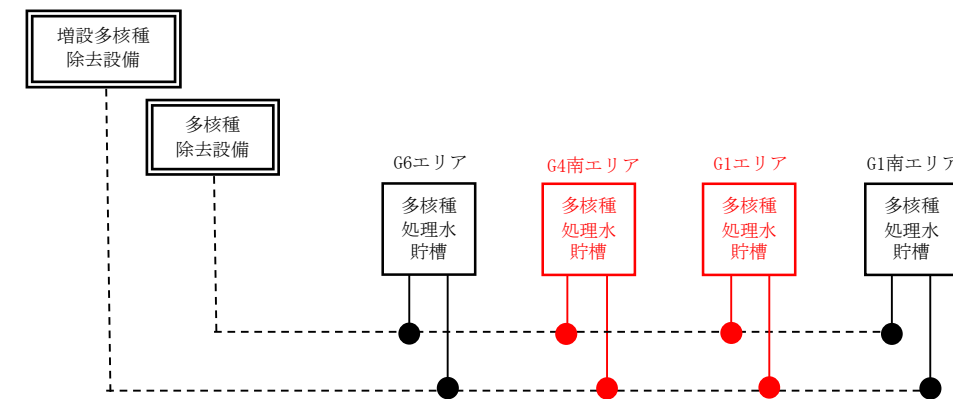 増設多核種
除去設備
多核種
除去設備
G6エリア
多核種
処理水
貯槽
G4南エリア
多核種
処理水
貯槽
G1エリア
多核種
処理水
貯槽
G1南エリア
多核種
処理水
貯槽